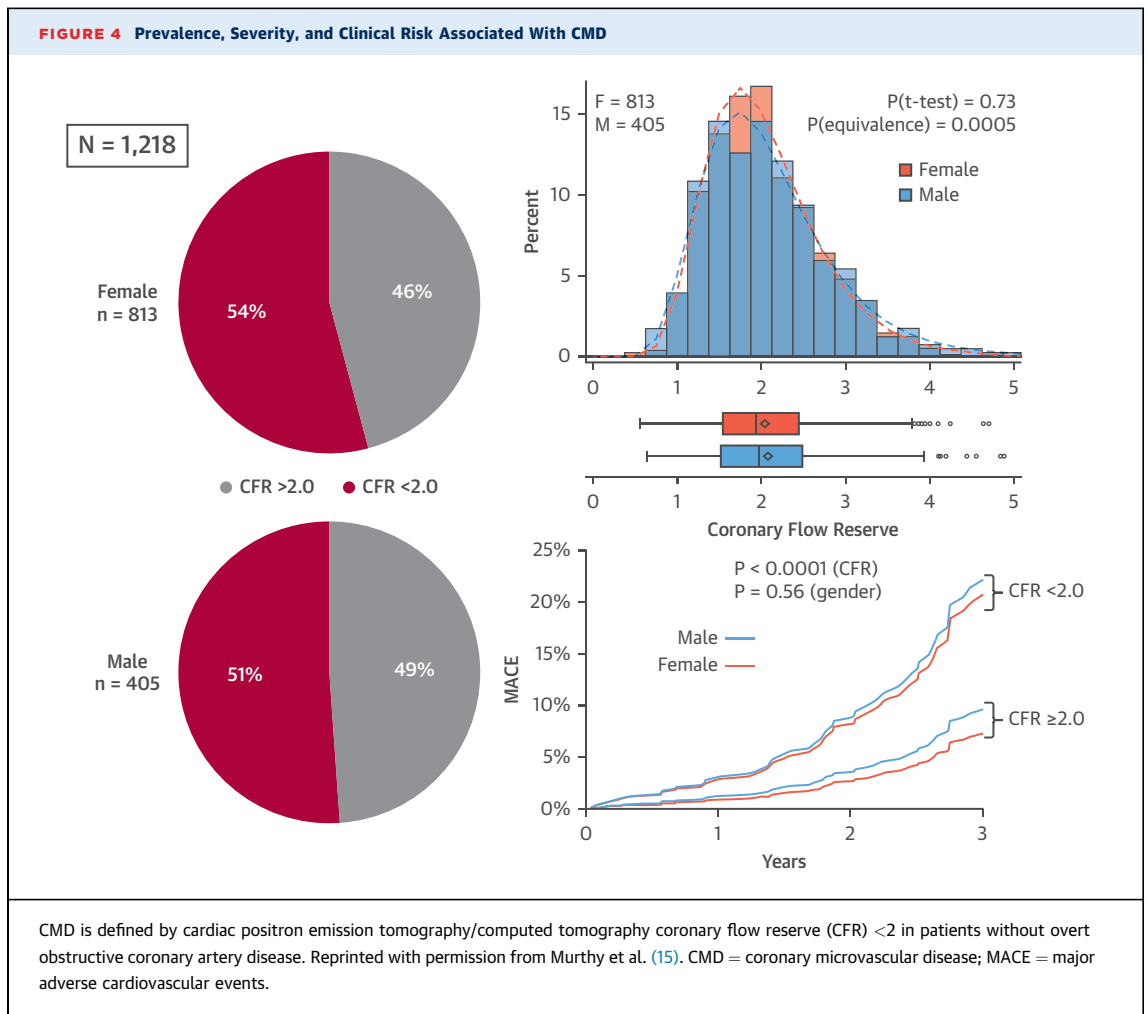 FIGURE 4 Prevalence, Severity, and Clinical Risk Associated With CMD
N = 1,218
Female
n = 813
54%
46%
CFR >2.0
CFR <2.0
Male
n = 405
51%
49%
F = 813
M = 405
P(t-test) = 0.73
P(equivalence) = 0.0005
Female
Male
Percent
15
10
5
0
0 1 2 3 4 5
0 1 2 3 4 5
Coronary Flow Reserve
25%
20%
15%
10%
5%
0%
MACE
P < 0.0001 (CFR)
P = 0.56 (gender)
Male
Female
CFR <2.0
CFR ≥2.0
0 1 2 3
Years
CMD is defined by cardiac positron emission tomography/computed tomography coronary flow reserve (CFR) <2 in patients without overt
obstructive coronary artery disease. Reprinted with permission from Murthy et al. (15). CMD = coronary microvascular disease; MACE = major
adverse cardiovascular events.